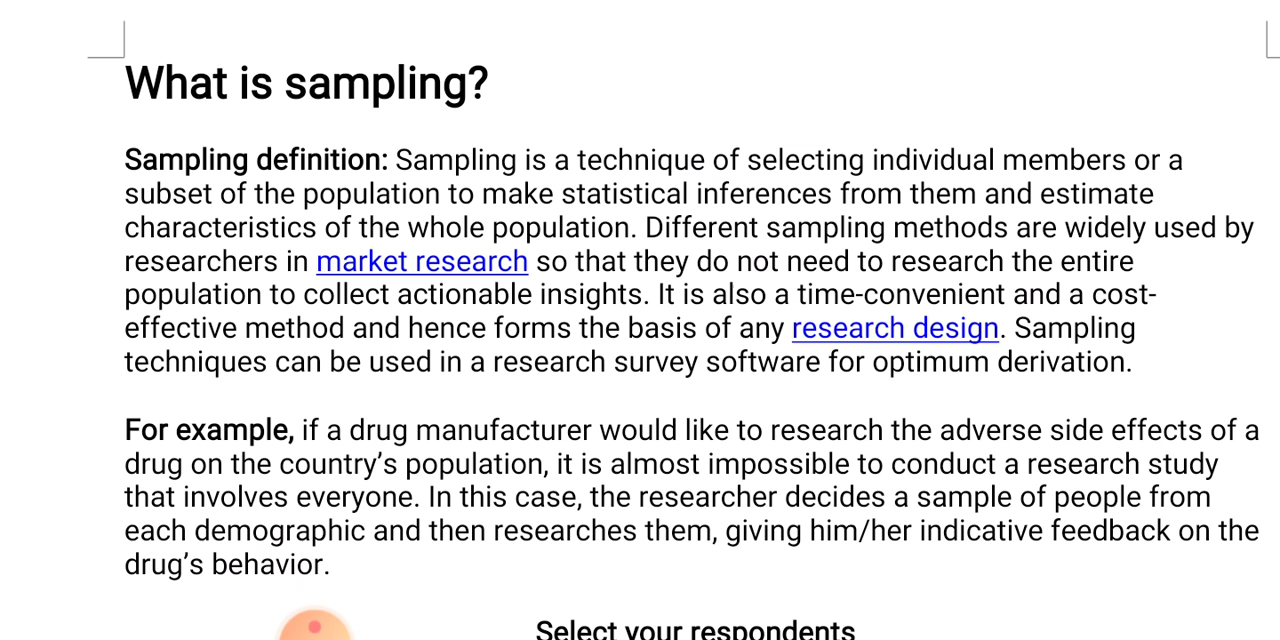 What is sampling?
Sampling definition: Sampling is a technique of selecting individual members or a
subset of the population to make statistical inferences from them and estimate
characteristics of the whole population. Different sampling methods are widely used by
researchers in market research so that they do not need to research the entire
population to collect actionable insights. It is also a time-convenient and a cost-
effective method and hence forms the basis of any research design. Sampling
techniques can be used in a research survey software for optimum derivation.
For example, if a drug manufacturer would like to research the adverse side effects of a
drug on the country’s population, it is almost impossible to conduct a research study
that involves everyone. In this case, the researcher decides a sample of people from
each demographic and then researches them, giving him/her indicative feedback on the
drug’s behavior.
Select your respondents